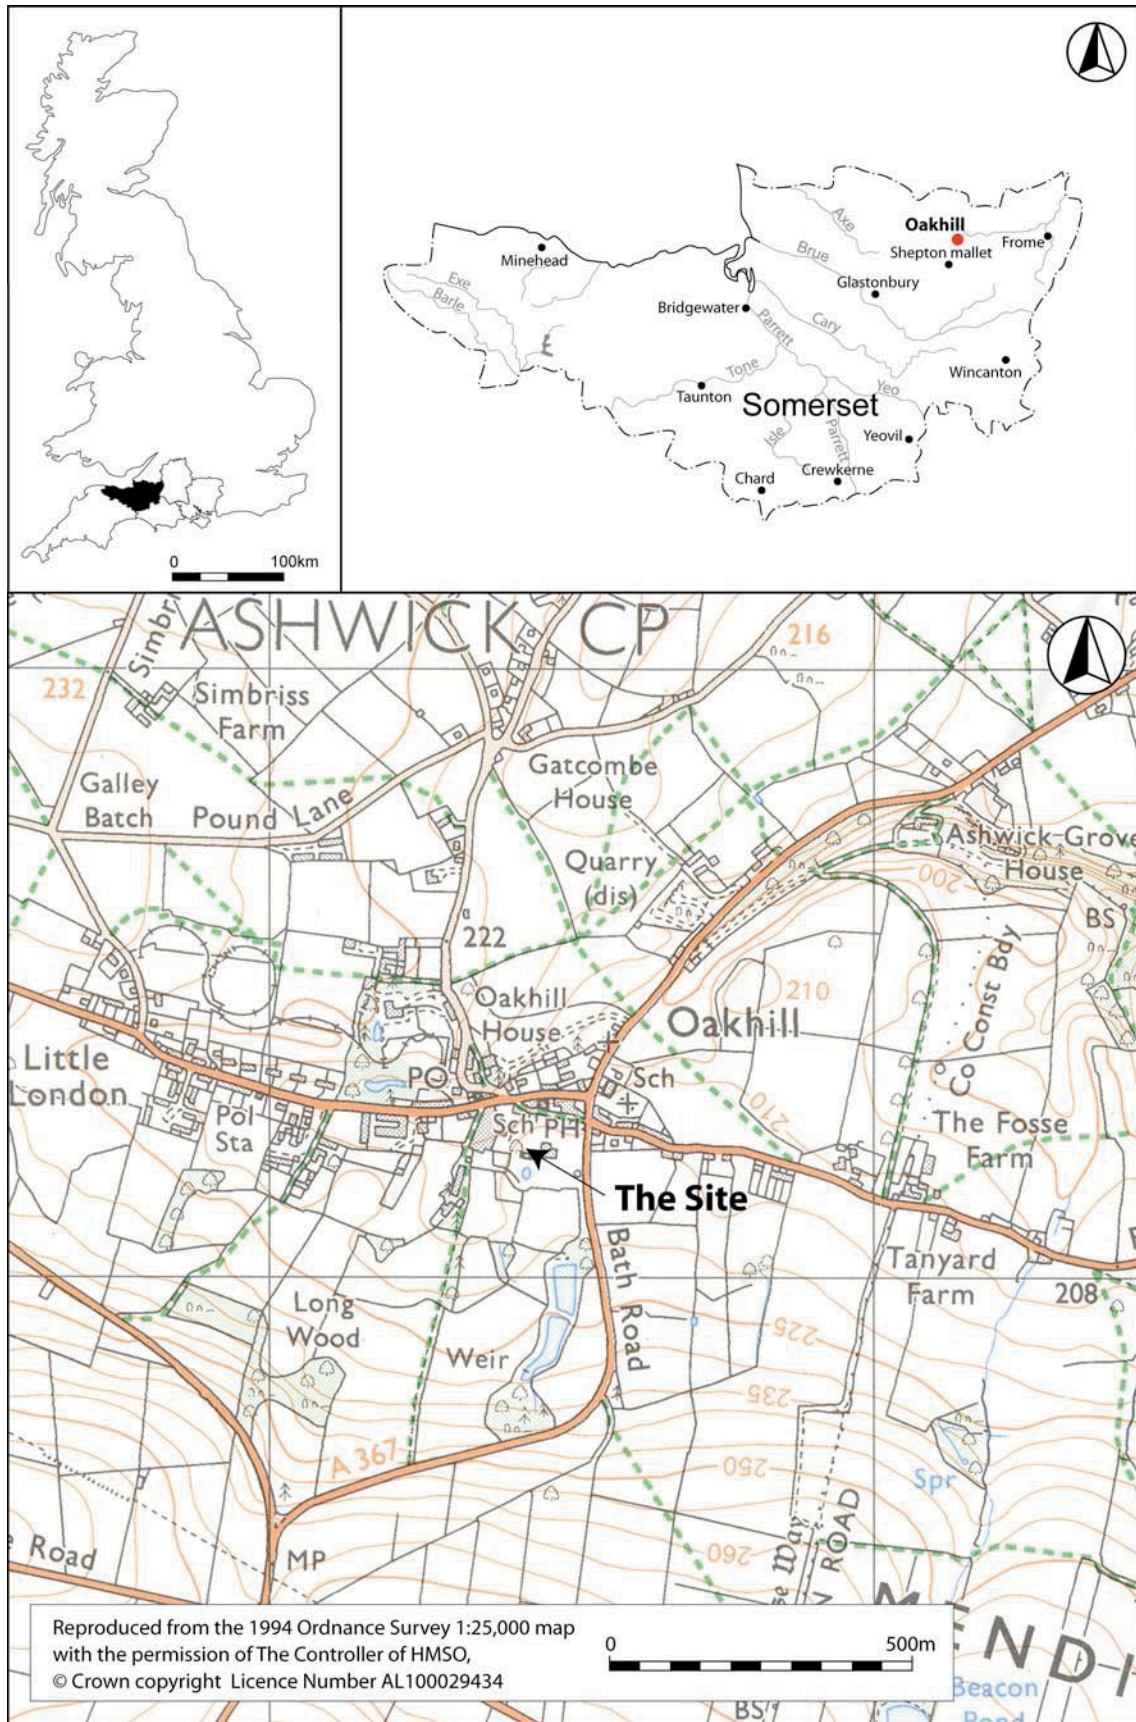 0
100km
Axe
Oakhill
Frome
Shepton mallet
Minehead
Brue
Glastonbury
Exe
Barle
Bridgewater
Parrett
Cary
Wincanton
Tone
Taunton
Yeo
Somerset
Isle
Parrett
Yeovil
Crewkerne
Chard
ASHWICK CP
216
232
Simbriss
Farm
Gatcombe
House
Galley
Batch
Pound Lane
Quarry
(dis)
Ashwick Grove
House
200
BS
222
Oakhill
House
210
Oakhill
Co Const Bdy
Little
London
PO
Sch
Pol
Sta
Sch PH
210
The Fosse
Farm
The Site
Bath Road
Tanyard
Farm
208
Long
Wood
Weir
225
235
A 367
250
Spr
260
ROAD
Way
e Road
MP
MENDI
Reproduced from the 1994 Ordnance Survey 1:25,000 map
with the permission of The Controller of HMSO,
© Crown copyright Licence Number AL100029434
0
500m
BS
Beacon
Pond